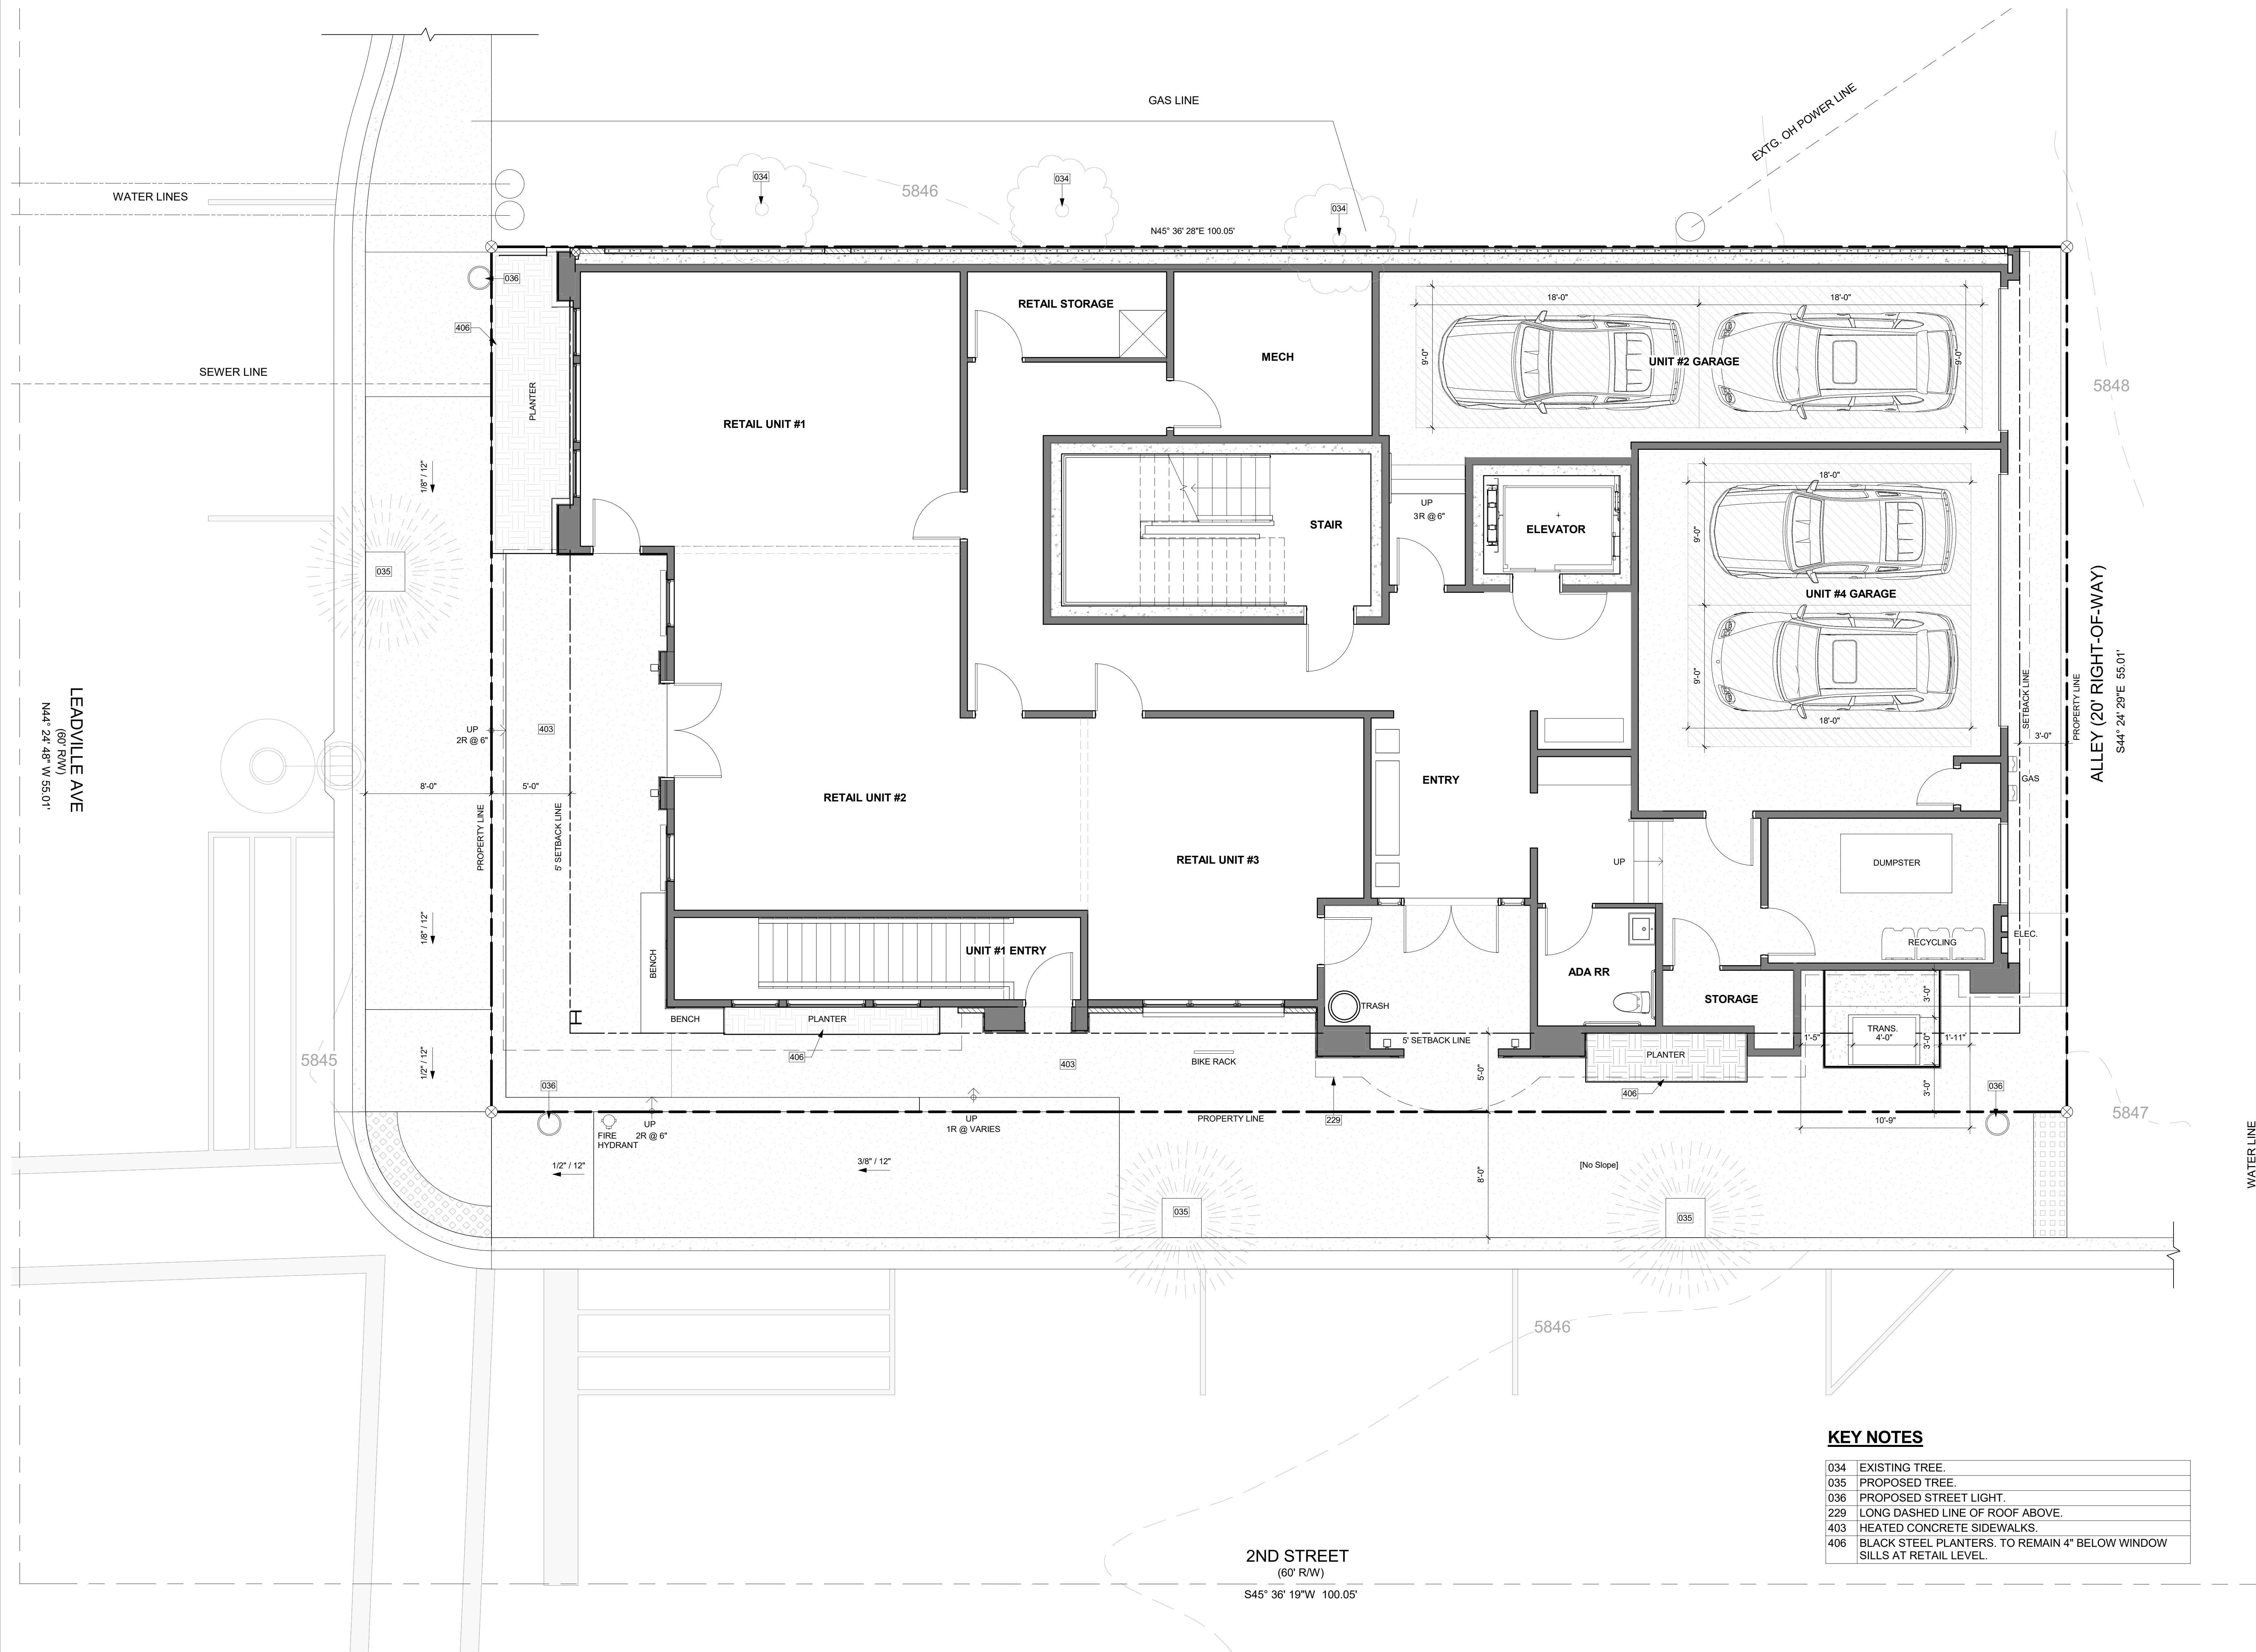 GAS LINE
EXTG. OH POWER LINE
WATER LINES
034
034
034
5846
N45° 36' 28"E 100.05'
036
406
RETAIL STORAGE
MECH
18'-0"
18'-0"
9'-0"
9'-0"
UNIT #2 GARAGE
SEWER LINE
PLANTER
5848
RETAIL UNIT #1
1/8" / 12"
STAIR
UP
3R @ 6"
ELEVATOR
18'-0"
9'-0"
9'-0"
18'-0"
UNIT #4 GARAGE
035
ALLEY (20' RIGHT-OF-WAY)
S44° 24' 29"E 55.01'
SETBACK LINE
PROPERTY LINE
3'-0"
GAS
LEADVILLE AVE
(60' R/W)
N44° 24' 48" W 55.01'
UP
2R @ 6"
403
8'-0"
5'-0"
PROPERTY LINE
5' SETBACK LINE
RETAIL UNIT #2
ENTRY
RETAIL UNIT #3
UP
DUMPSTER
RECYCLING
ELEC.
1/8" / 12"
BENCH
UNIT #1 ENTRY
ADA RR
STORAGE
TRASH
BENCH
PLANTER
406
403
BIKE RACK
5' SETBACK LINE
5'-0"
PLANTER
406
TRANS.
4'-0"
1'-5"
1'-11"
3'-0"
3'-0"
3'-0"
10'-9"
5845
1/2" / 12"
036
FIRE
HYDRANT
UP
2R @ 6"
UP
1R @ VARIES
PROPERTY LINE
229
036
5847
1/2" / 12"
3/8" / 12"
8'-0"
[No Slope]
035
035
WATER LINE
5846
KEY NOTES
034 EXISTING TREE.
035 PROPOSED TREE.
036 PROPOSED STREET LIGHT.
229 LONG DASHED LINE OF ROOF ABOVE.
403 HEATED CONCRETE SIDEWALKS.
406 BLACK STEEL PLANTERS. TO REMAIN 4" BELOW WINDOW
SILLS AT RETAIL LEVEL.
2ND STREET
(60' R/W)
S45° 36' 19"W 100.05'